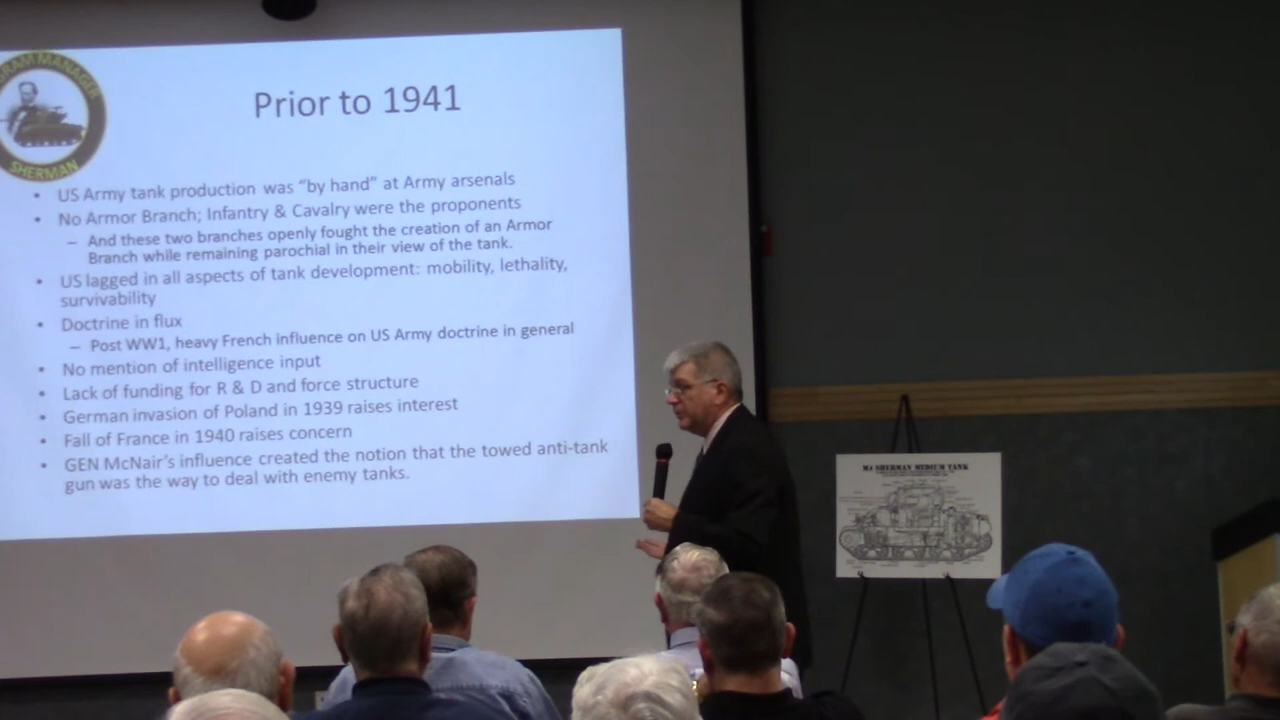 GRAM MANAGER
SHERMAN
Prior to 1941
• US Army tank production was “by hand” at Army arsenals
• No Armor Branch; Infantry & Cavalry were the proponents
– And these two branches openly fought the creation of an Armor
Branch while remaining parochial in their view of the tank.
• US lagged in all aspects of tank development: mobility, lethality,
survivability
• Doctrine in flux
– Post WW1, heavy French influence on US Army doctrine in general
• No mention of intelligence input
• Lack of funding for R & D and force structure
• German invasion of Poland in 1939 raises interest
• Fall of France in 1940 raises concern
• GEN McNair’s influence created the notion that the towed anti-tank
gun was the way to deal with enemy tanks.
M4 SHERMAN MEDIUM TANK